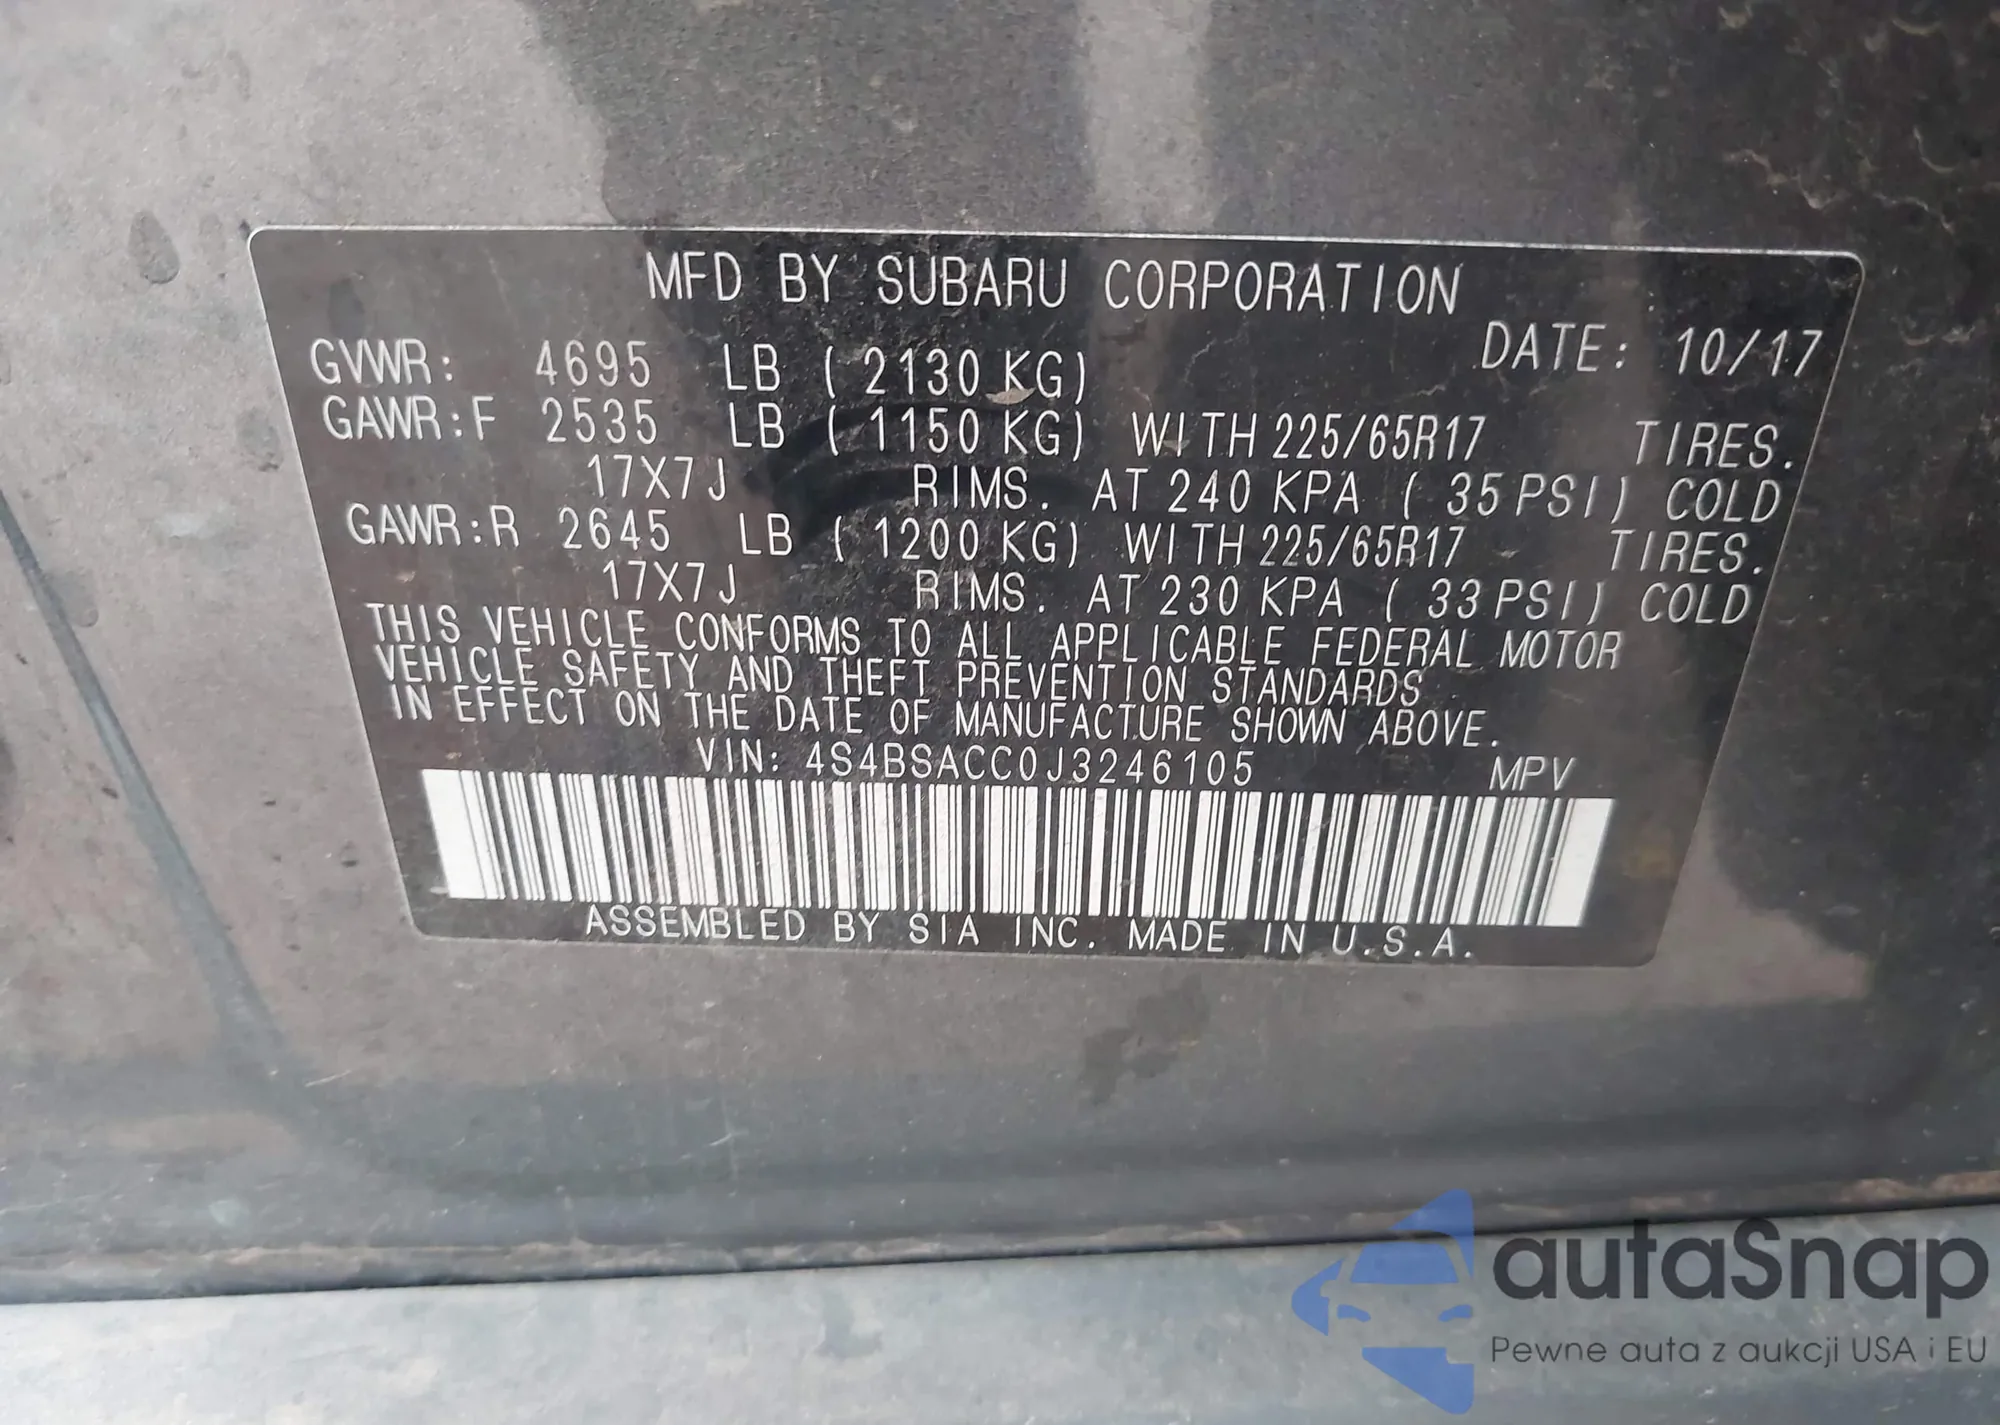 MFD BY SUBARU CORPORATION
DATE: 10/17
GVWR: 4695 LB ( 2130 KG)
GAWR:F 2535 LB ( 1150 KG) WITH 225/65R17 TIRES.
17X7J RIMS. AT 240 KPA ( 35 PSI) COLD
GAWR:R 2645 LB ( 1200 KG) WITH 225/65R17 TIRES.
17X7J RIMS. AT 230 KPA ( 33 PSI) COLD
THIS VEHICLE CONFORMS TO ALL APPLICABLE FEDERAL MOTOR
VEHICLE SAFETY AND THEFT PREVENTION STANDARDS
IN EFFECT ON THE DATE OF MANUFACTURE SHOWN ABOVE.
VIN: 4S4BSACC0J3246105 MPV
ASSEMBLED BY SIA INC. MADE IN U.S.A.
autaSnap
Pewne auta z aukcji USA i EU